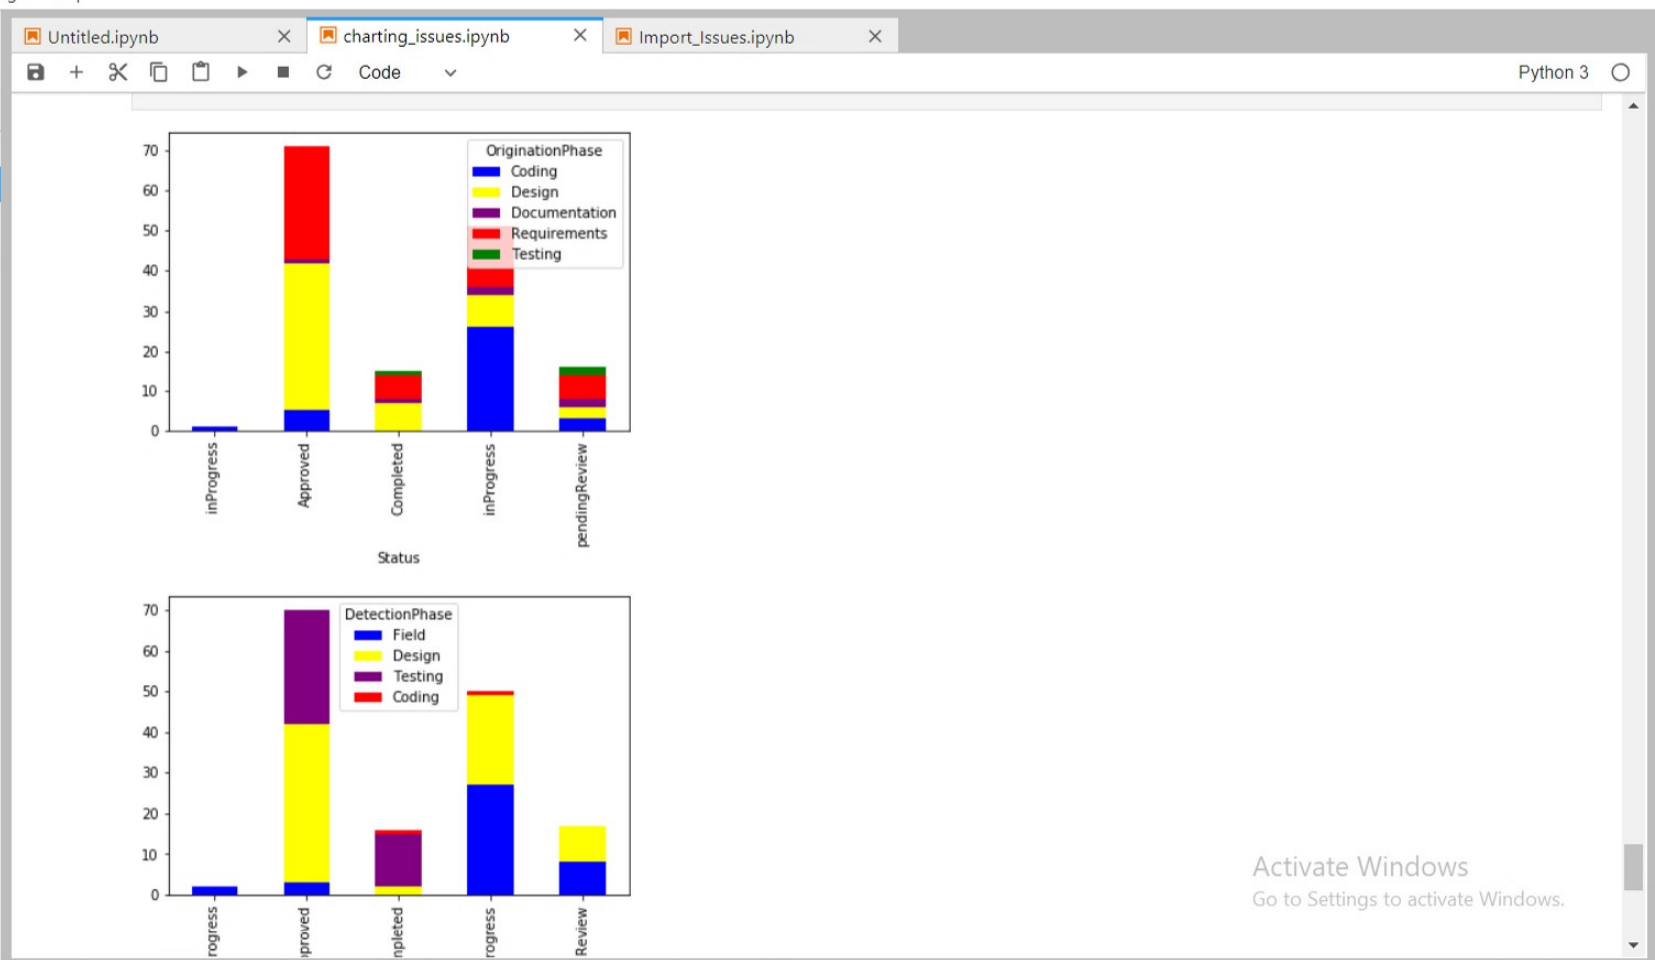 Untitled.ipynb
charting_issues.ipynb
Import_Issues.ipynb
Code
Python 3
70
60
50
40
30
20
10
0
OriginationPhase
Coding
Design
Documentation
Requirements
Testing
inProgress
Approved
Completed
inProgress
pendingReview
Status
70
60
50
40
30
20
10
0
DetectionPhase
Field
Design
Testing
Coding
rogress
proved
npleted
rogress
Review
Activate Windows
Go to Settings to activate Windows.